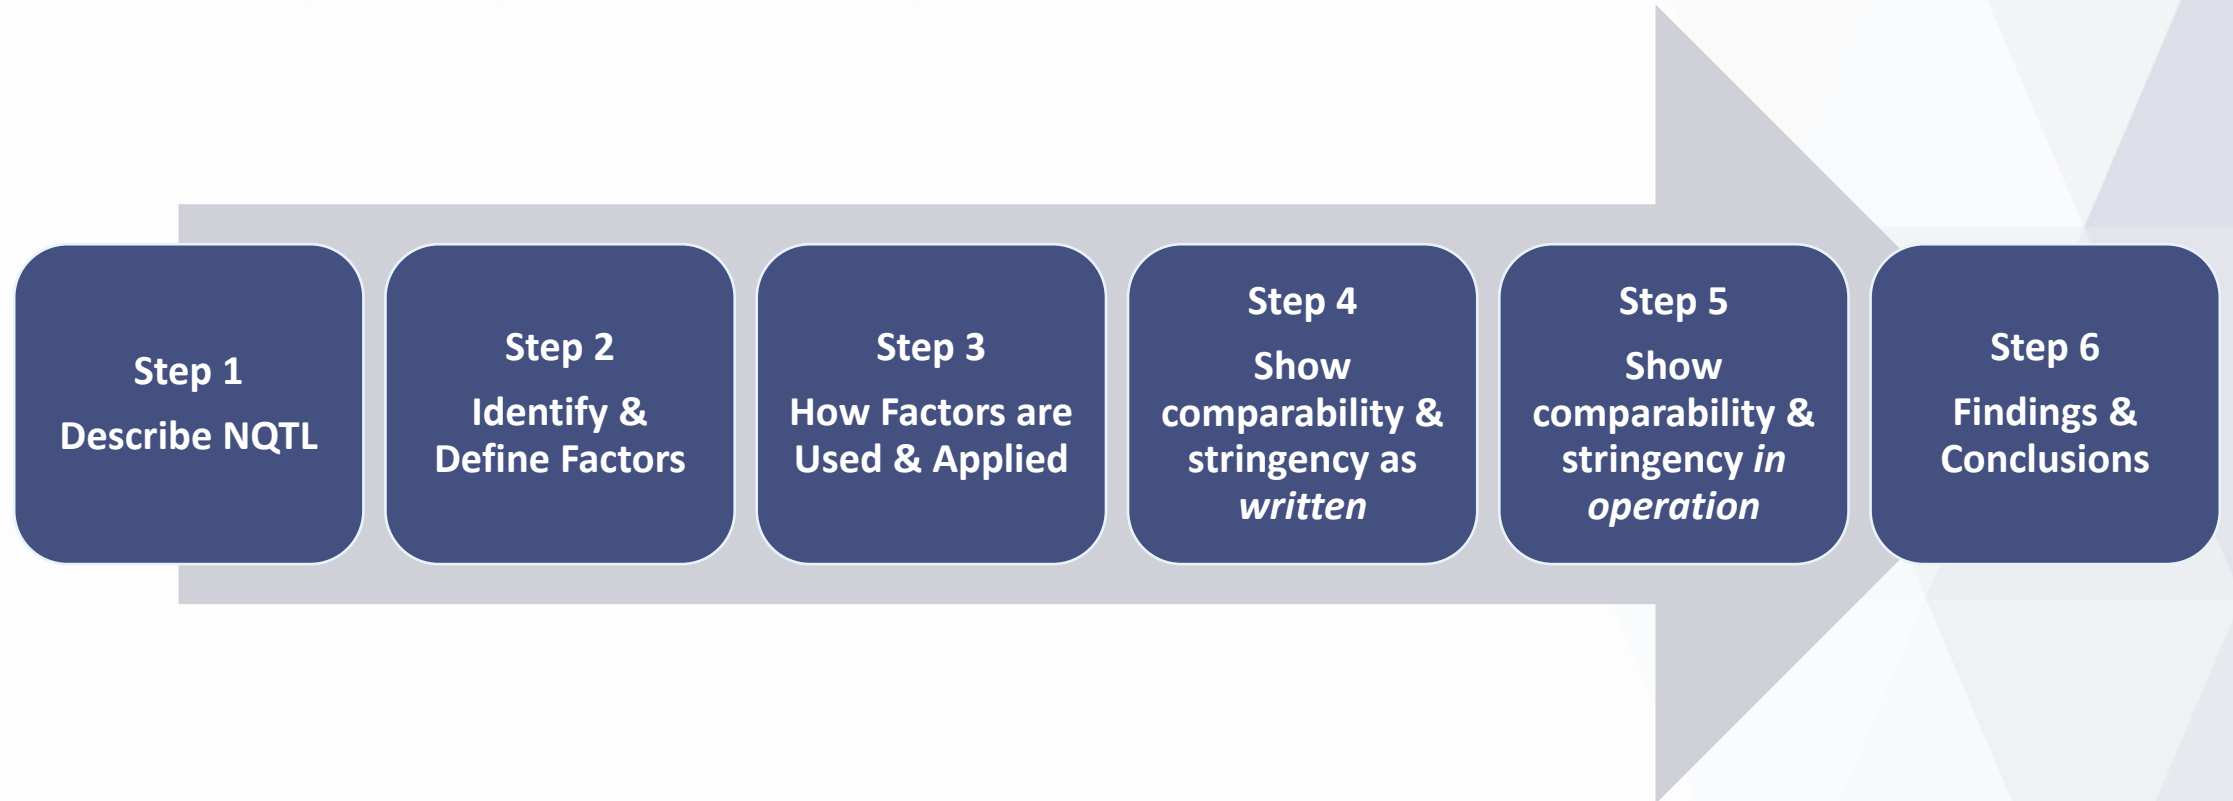 Step 1
Describe NQTL
Step 2
Identify &
Define Factors
Step 3
How Factors are
Used & Applied
Step 4
Show
comparability &
stringency as
written
Step 5
Show
comparability &
stringency in
operation
Step 6
Findings &
Conclusions